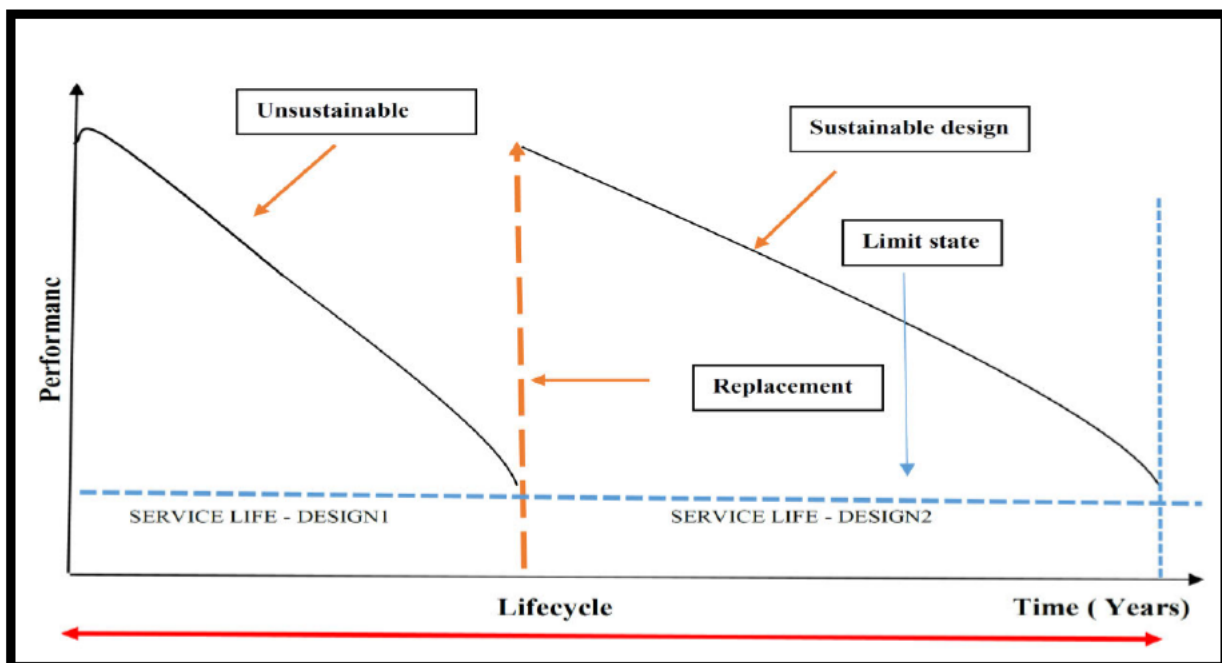 Unsustainable
Sustainable design
Limit state
Performanc
Replacement
SERVICE LIFE - DESIGN1
SERVICE LIFE - DESIGN2
Lifecycle
Time ( Years)